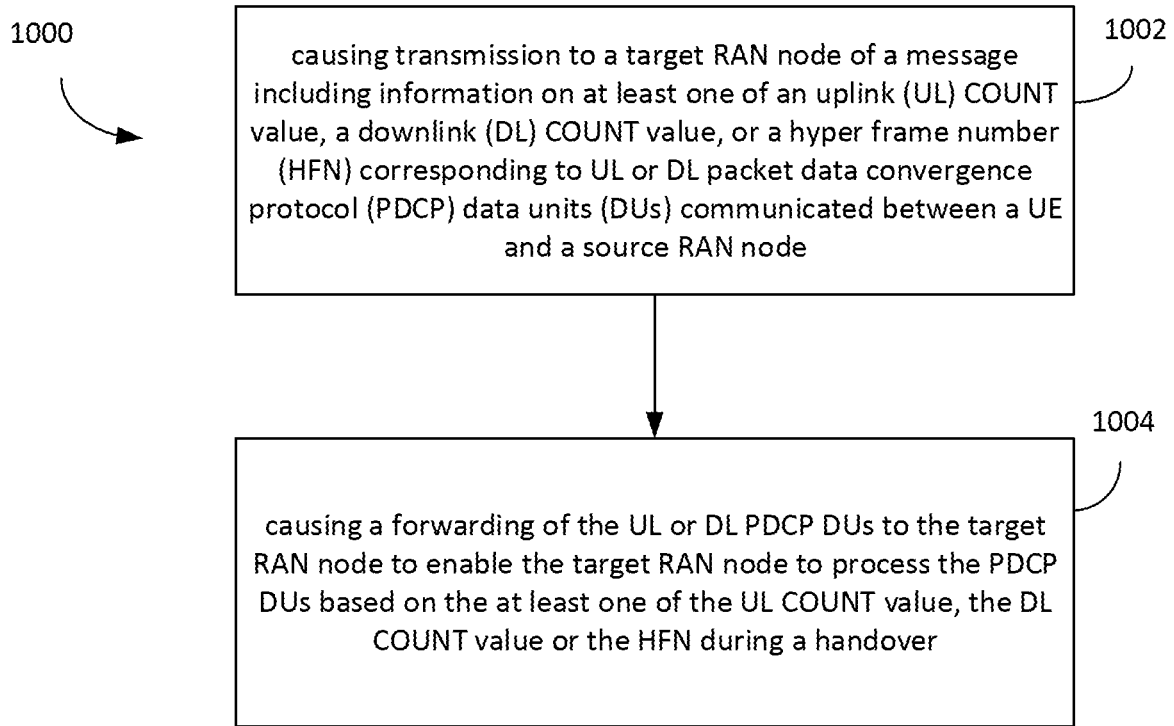 1000
1002
causing transmission to a target RAN node of a message
including information on at least one of an uplink (UL) COUNT
value, a downlink (DL) COUNT value, or a hyper frame number
(HFN) corresponding to UL or DL packet data convergence
protocol (PDCP) data units (DUs) communicated between a UE
and a source RAN node
1004
causing a forwarding of the UL or DL PDCP DUs to the target
RAN node to enable the target RAN node to process the PDCP
DUs based on the at least one of the UL COUNT value, the DL
COUNT value or the HFN during a handover